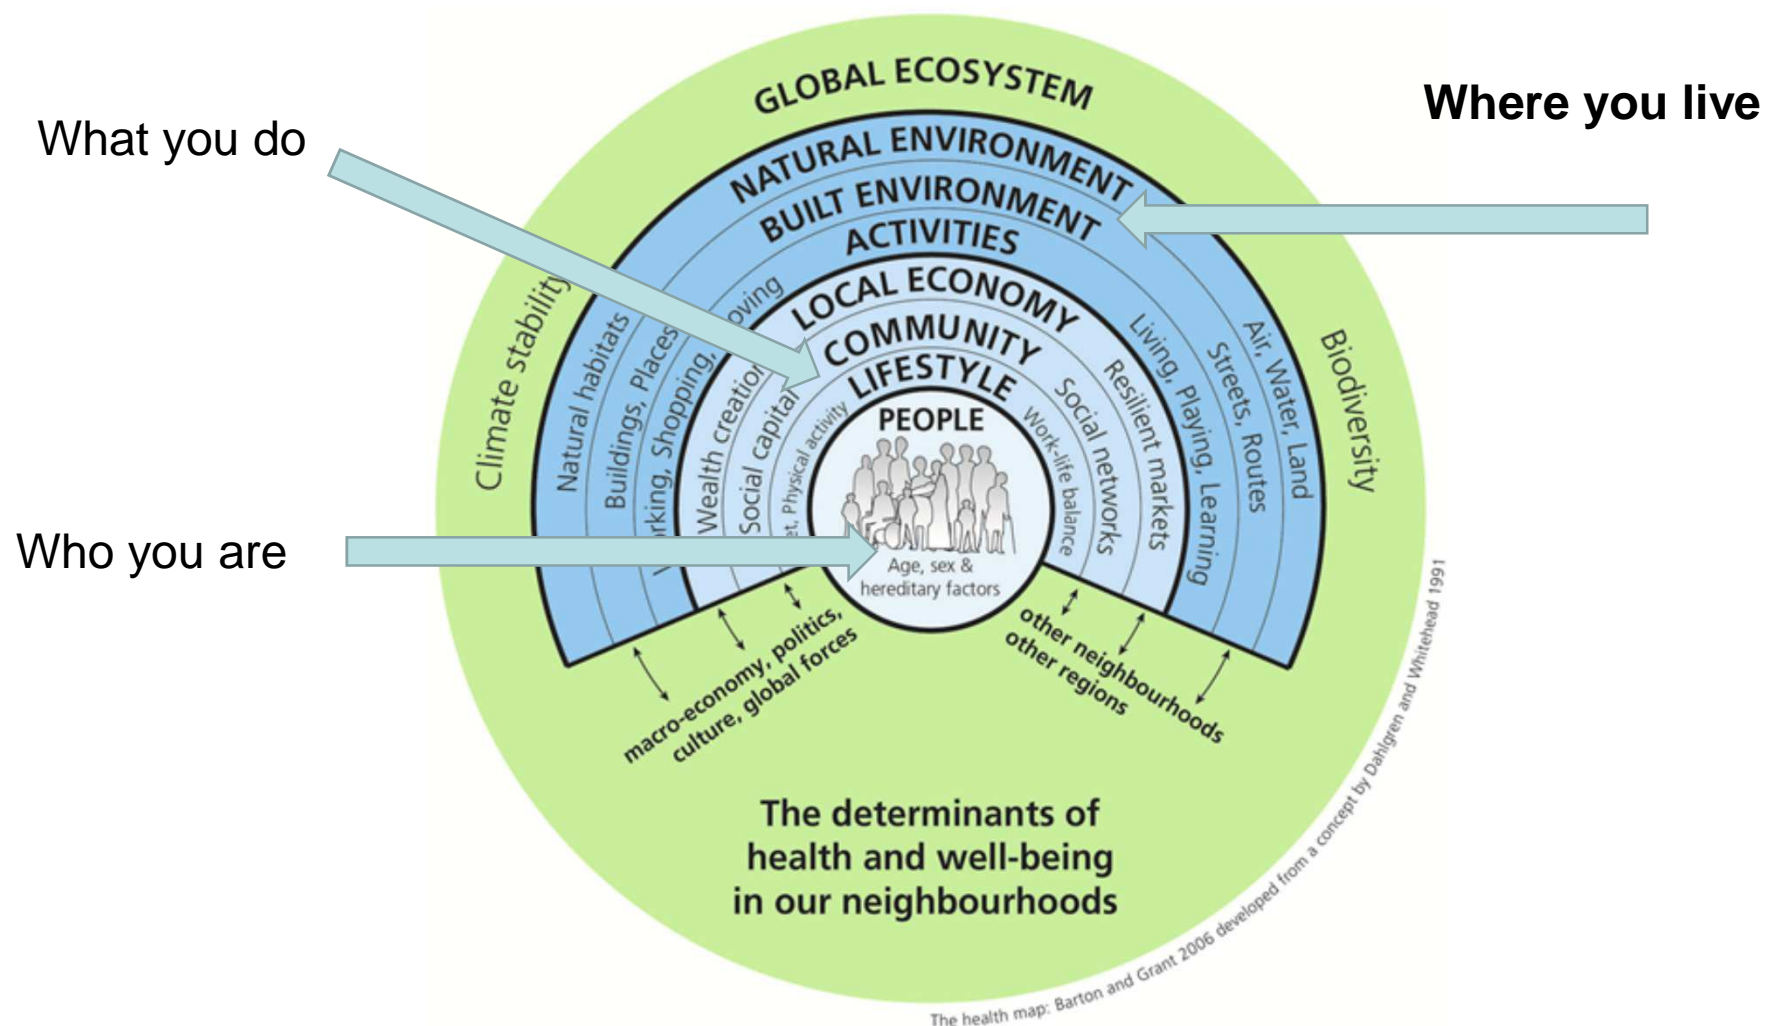 GLOBAL ECOSYSTEM
Where you live
What you do
NATURAL ENVIRONMENT
BUILT ENVIRONMENT
ACTIVITIES
LOCAL ECONOMY
COMMUNITY
LIFESTYLE
PEOPLE
Age, sex &
hereditary factors
Who you are
Climate stability
Natural habitats
Buildings, Places
Shopping,
Wealth creation
Social capital
Physical activity
Work-life balance
Social networks
Resilient markets
Living, Playing, Learning
Streets, Routes
Air, Water, Land
Biodiversity
macro-economy, politics,
culture, global forces
other neighbourhoods
other regions
The determinants of
health and well-being
in our neighbourhoods
The health map: Barton and Grant 2006 developed from a concept by Dahlgren and Whitehead 1991